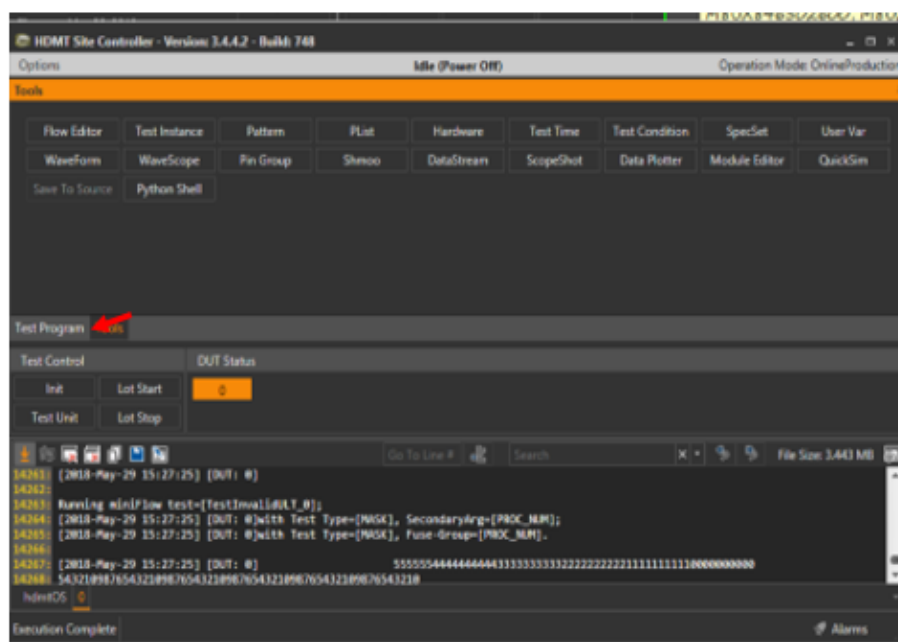 HDMT Site Controller - Version: 3.4.4.2 - Build: 748
Options Idle (Power Off) Operation Mode: OnlineProduction
Tools
Flow Editor Test Instance Pattern PList Hardware Test Time Test Condition SpecSet User Var
WaveForm WaveScope Pin Group Shmoo DataStream ScopeShot Data Plotter Module Editor QuickSim
Save To Source Python Shell
Test Program Tools
Test Control DUT Status
Init Lot Start 0
Test Unit Lot Stop
Go To Line # Search File Size: 3.443 MB
14261: [2018-May-29 15:27:25] [DUT: 0]
14262:
14263: Running miniFlow test=[TestInvalidULT_0];
14264: [2018-May-29 15:27:25] [DUT: 0]with Test Type=[MASK], SecondaryArg=[PROC_NUM];
14265: [2018-May-29 15:27:25] [DUT: 0]with Test Type=[MASK], Fuse-Group=[PROC_NUM].
14266:
14267: [2018-May-29 15:27:25] [DUT: 0] 55555544444444443333333333222222222211111111110000000000
14268: 54321098765432109876543210987654321098765432109876543210
hdmtOS 0
Execution Complete Alarms